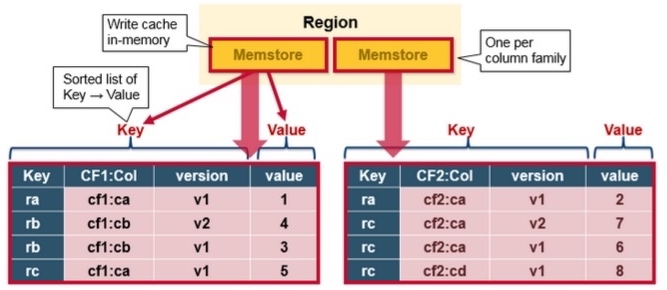 Region
Write cache
in-memory
Memstore Memstore
One per
column family
Sorted list of
Key → Value
Key Value Key Value
Key CF1:Col version value
ra cf1:ca v1 1
rb cf1:cb v2 4
rb cf1:cb v1 3
rc cf1:ca v1 5
Key CF2:Col version value
ra cf2:ca v1 2
rc cf2:ca v2 7
rc cf2:ca v1 6
rc cf2:cd v1 8